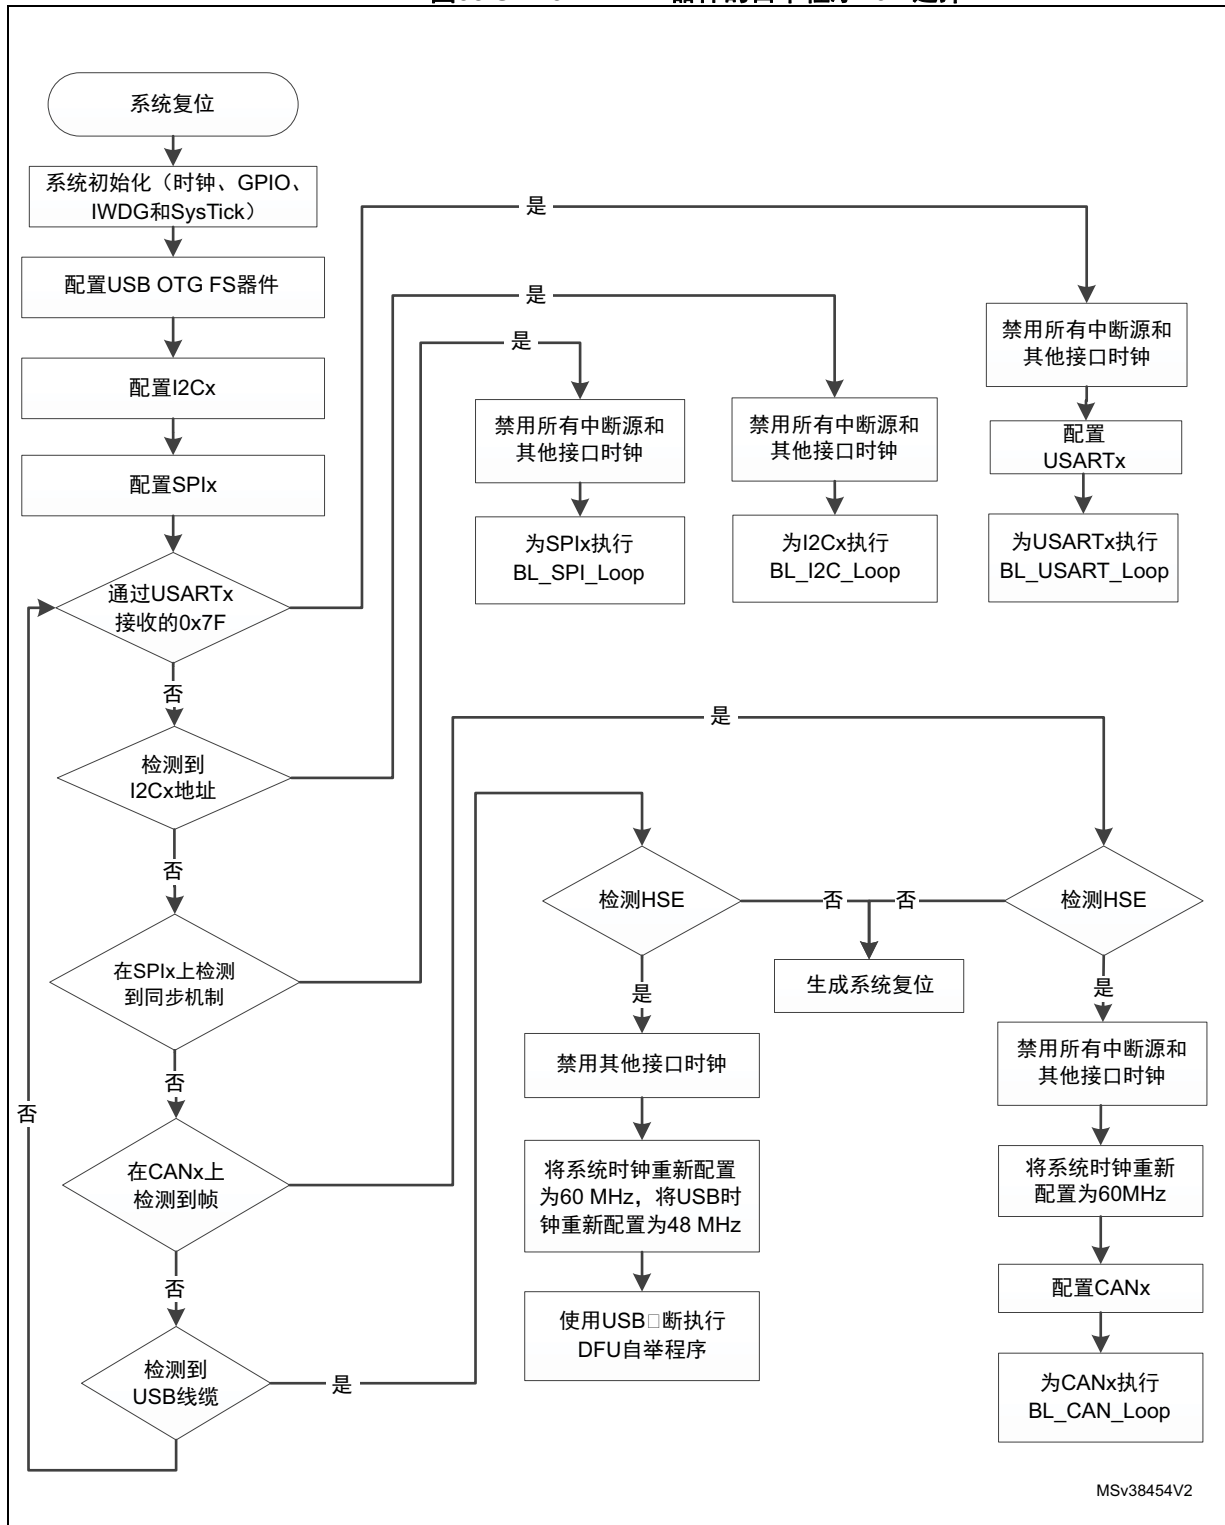 系统复位
系统初始化（时钟、GPIO、
IWDG和SysTick）
配置USB OTG FS器件
配置I2Cx
配置SPIx
通过USARTx
接收的0x7F
否
检测到
I2Cx地址
否
在SPIx上检测
到同步机制
否
在CANx上
检测到帧
否
检测到
USB线缆
否
是
是
是
禁用所有中断源和
其他接口时钟
为SPIx执行
BL_SPI_Loop
禁用所有中断源和
其他接口时钟
为I2Cx执行
BL_I2C_Loop
禁用所有中断源和
其他接口时钟
配置
USARTx
为USARTx执行
BL_USART_Loop
是
是
检测HSE
否
否
检测HSE
生成系统复位
是
禁用其他接口时钟
将系统时钟重新配置
为60 MHz，将USB时
钟重新配置为48 MHz
使用USB□断执行
DFU自举程序
是
禁用所有中断源和
其他接口时钟
将系统时钟重新
配置为60MHz
配置CANx
为CANx执行
BL_CAN_Loop
MSv38454V2